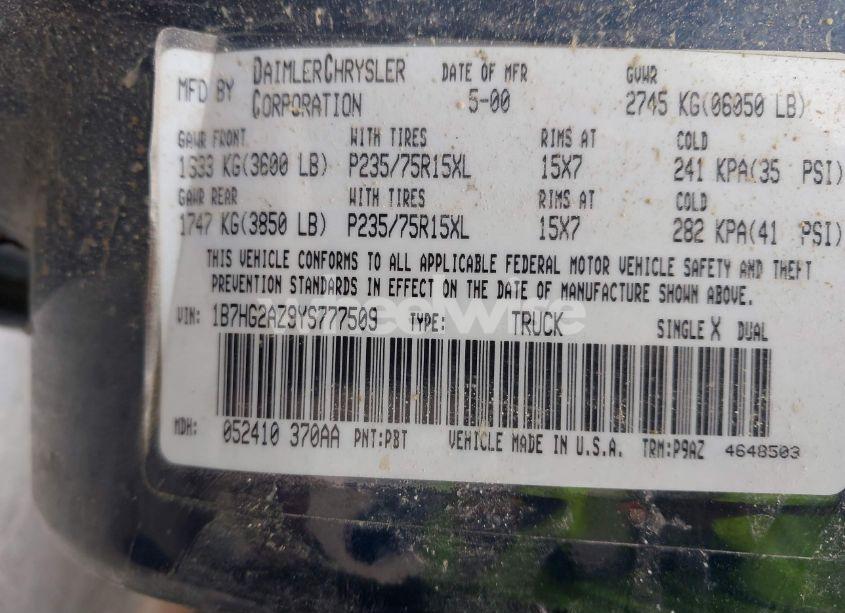 MFD BY DAIMLERCHRYSLER CORPORATION DATE OF MFR 5-00 GVWR 2745 KG(06050 LB)
GAWR FRONT WITH TIRES RIMS AT COLD
1633 KG(3600 LB) P235/75R15XL 15X7 241 KPA(35 PSI)
GAWR REAR WITH TIRES RIMS AT COLD
1747 KG(3850 LB) P235/75R15XL 15X7 282 KPA(41 PSI)
THIS VEHICLE CONFORMS TO ALL APPLICABLE FEDERAL MOTOR VEHICLE SAFETY AND THEFT
PREVENTION STANDARDS IN EFFECT ON THE DATE OF MANUFACTURE SHOWN ABOVE.
VIN: 1B7HG2AZ9YS777509 TYPE: TRUCK SINGLE X DUAL
MDH: 052410 370AA PNT:PBT VEHICLE MADE IN U.S.A. TRM:P9AZ 4648503